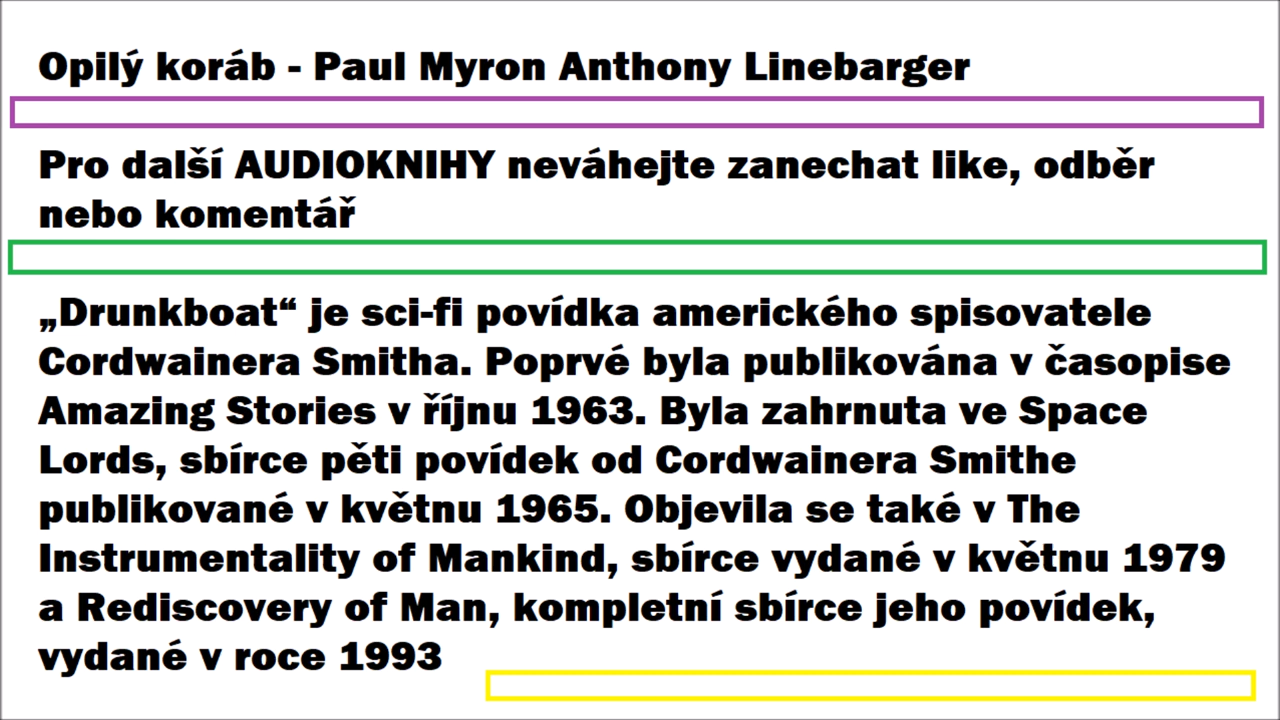 Opilý koráb - Paul Myron Anthony Linebarger
Pro další AUDIOKNIHY neváhejte zanechat like, odběr
nebo komentář
„Drunkboat“ je sci-fi povídka amerického spisovatele
Cordwainera Smitha. Poprvé byla publikována v časopise
Amazing Stories v říjnu 1963. Byla zahrnuta ve Space
Lords, sbírce pěti povídek od Cordwainera Smithe
publikované v květnu 1965. Objevila se také v The
Instrumentality of Mankind, sbírce vydané v květnu 1979
a Rediscovery of Man, kompletní sbírce jeho povídek,
vydané v roce 1993